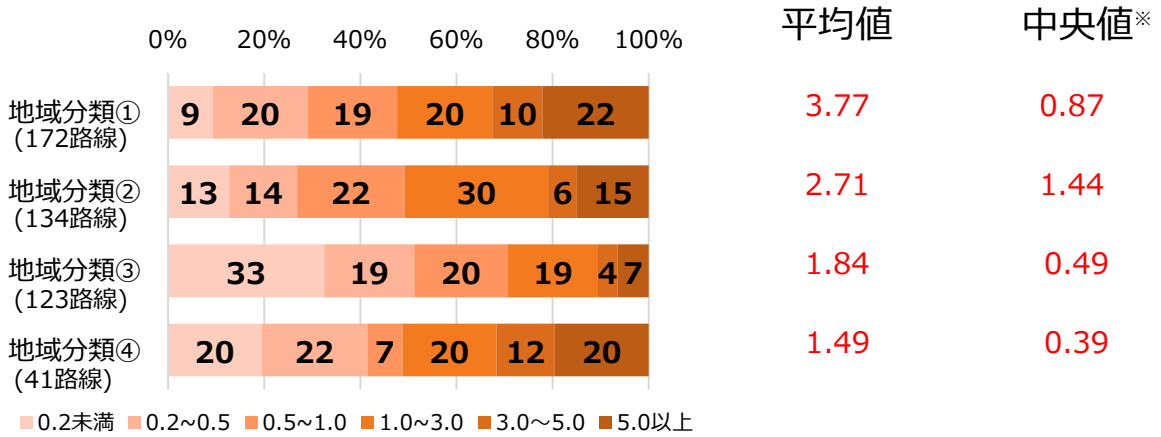 平均値 中央値※
0% 20% 40% 60% 80% 100%
地域分類① 9 20 19 20 10 22 3.77 0.87
(172路線)
地域分類② 13 14 22 30 6 15 2.71 1.44
(134路線)
地域分類③ 33 19 20 19 4 7 1.84 0.49
(123路線)
地域分類④ 20 22 7 20 12 20 1.49 0.39
(41路線)
0.2未満 0.2~0.5 0.5~1.0 1.0~3.0 3.0～5.0 5.0以上